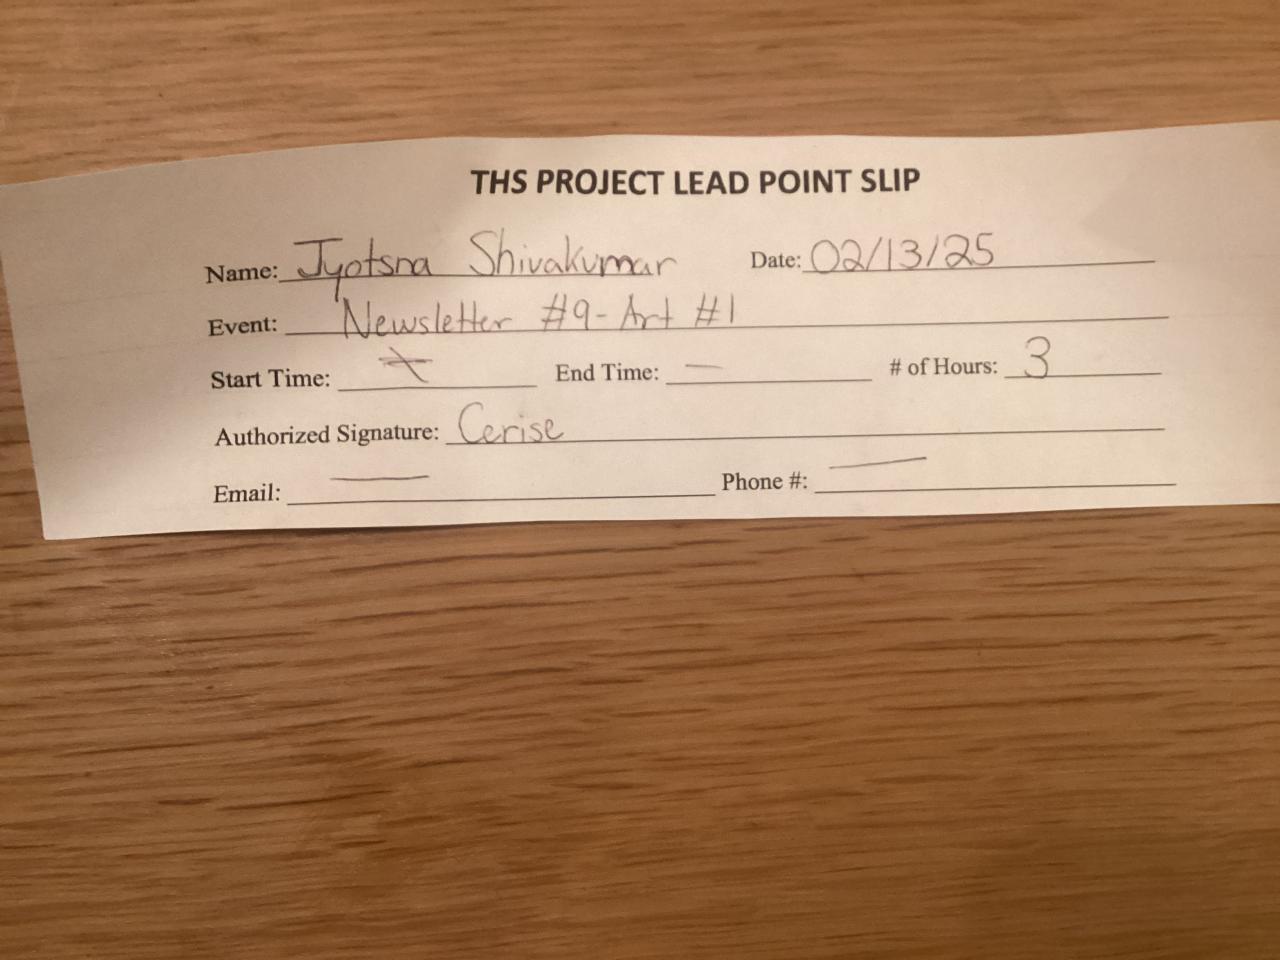 THS PROJECT LEAD POINT SLIP
Name: Jyotsna Shivakumar Date: 02/13/25
Event: Newsletter #9 - Art #1
Start Time: End Time: — # of Hours: 3
Authorized Signature: Cerise
Email: — Phone #: —